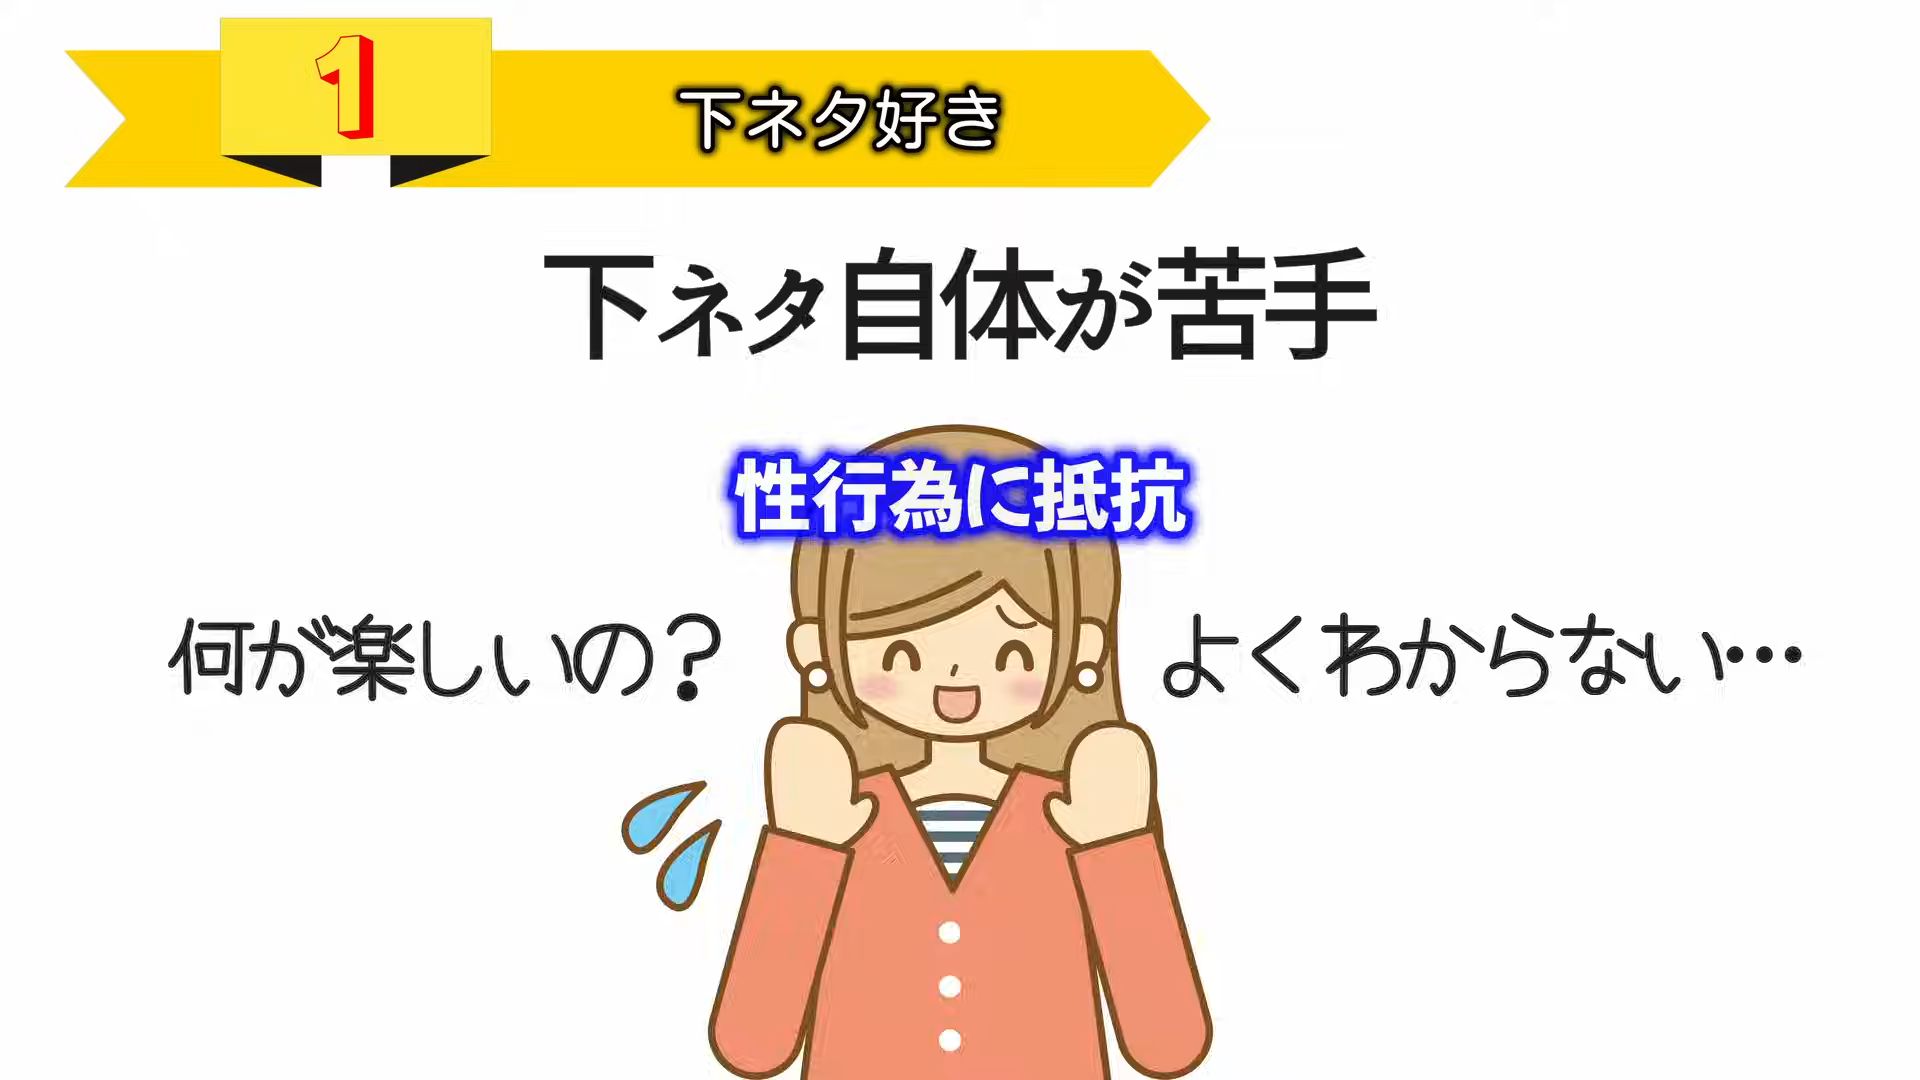 1
下ネタ好き
下ネタ自体が苦手
性行為に抵抗
何が楽しいの？
よくわからない…